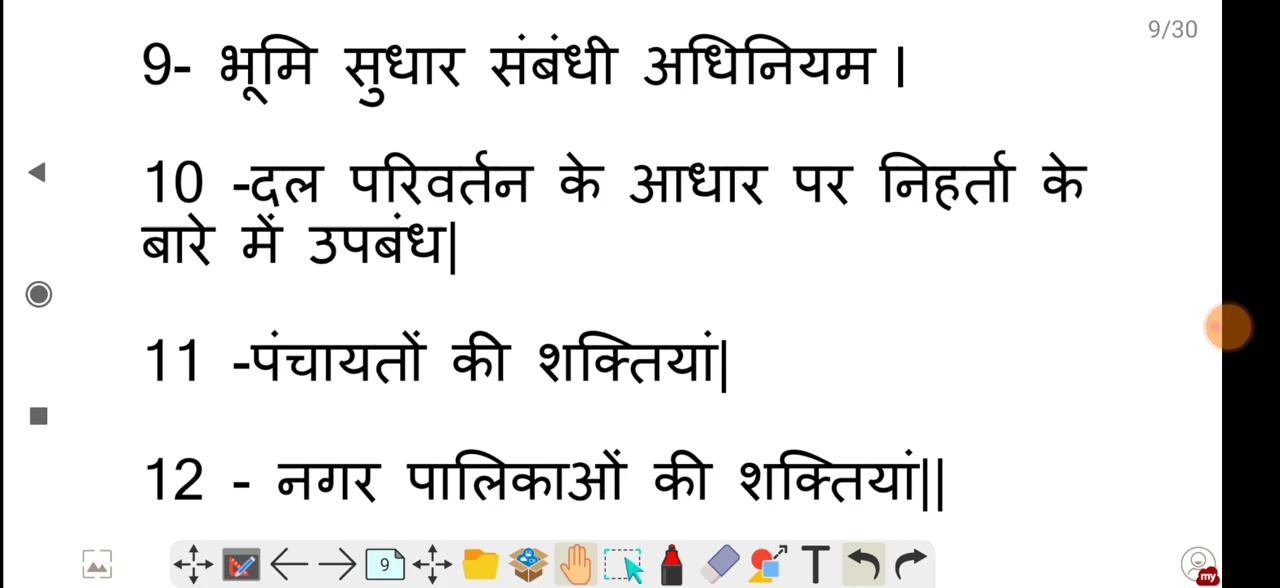 9/30
9- भूमि सुधार संबंधी अधिनियम।
10 -दल परिवर्तन के आधार पर निहर्ता के
बारे में उपबंध|
11 -पंचायतों की शक्तियां|
12 - नगर पालिकाओं की शक्तियां||
9
T
my